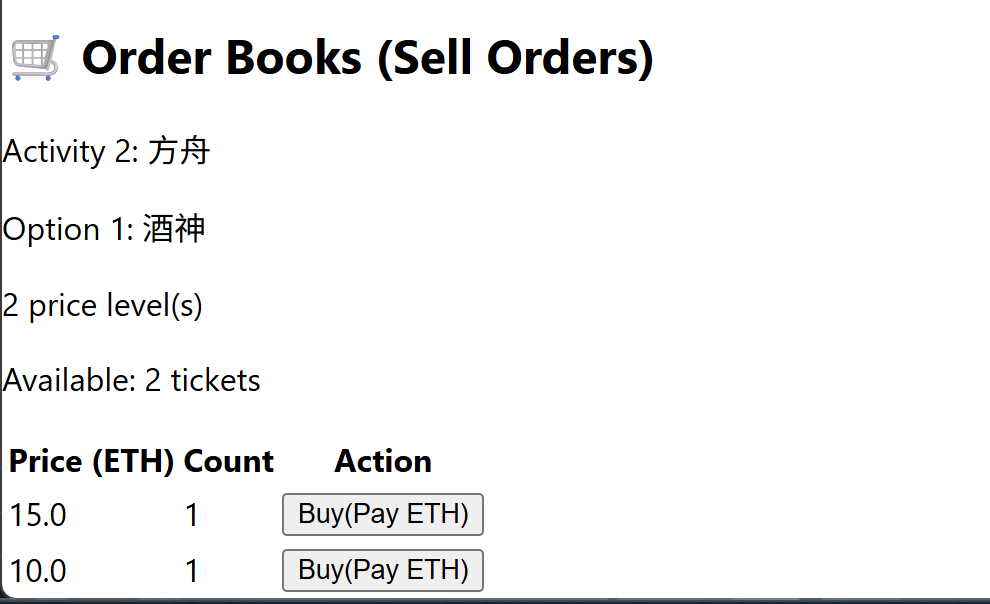 🛒 Order Books (Sell Orders)
Activity 2: 方舟
Option 1: 酒神
2 price level(s)
Available: 2 tickets
Price (ETH) Count Action
15.0 1 Buy(Pay ETH)
10.0 1 Buy(Pay ETH)